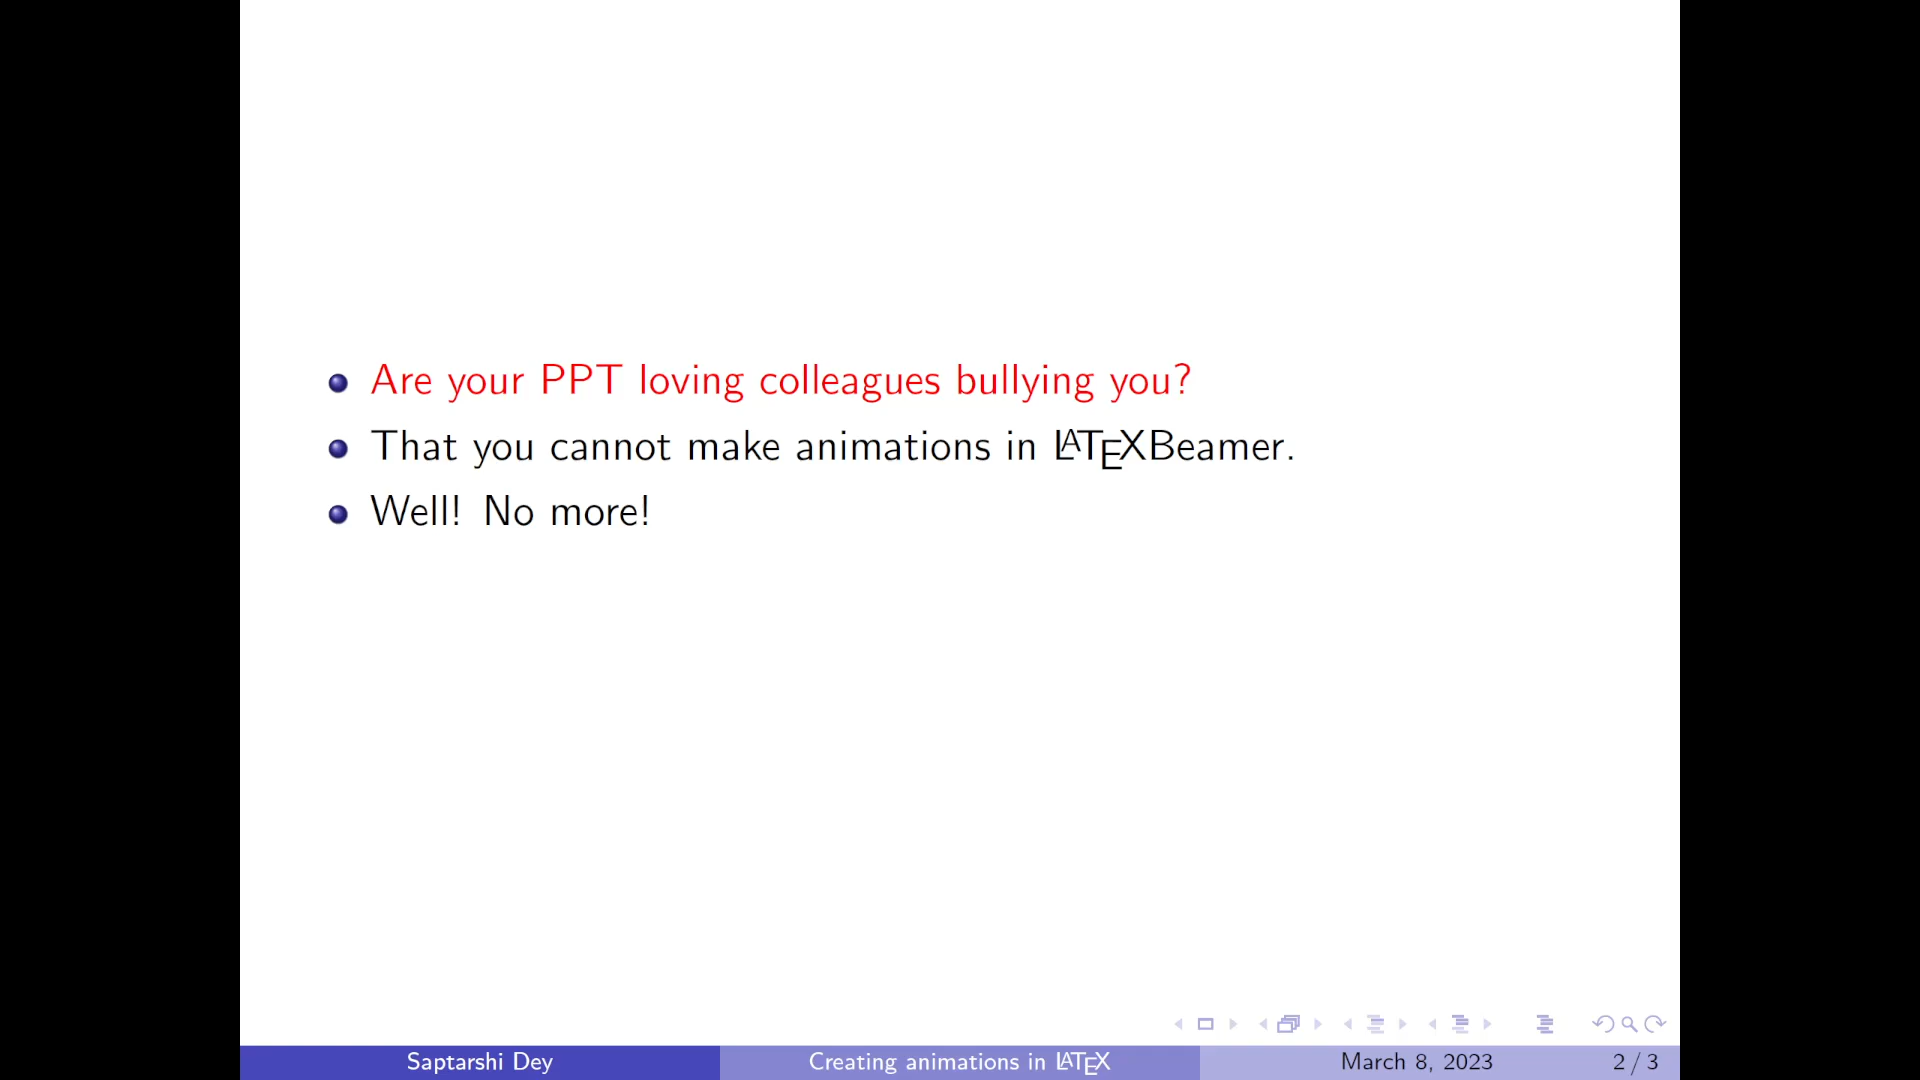 Are your PPT loving colleagues bullying you?
That you cannot make animations in LATEXBeamer.
Well! No more!
Saptarshi Dey Creating animations in LATEX March 8, 2023 2 / 3